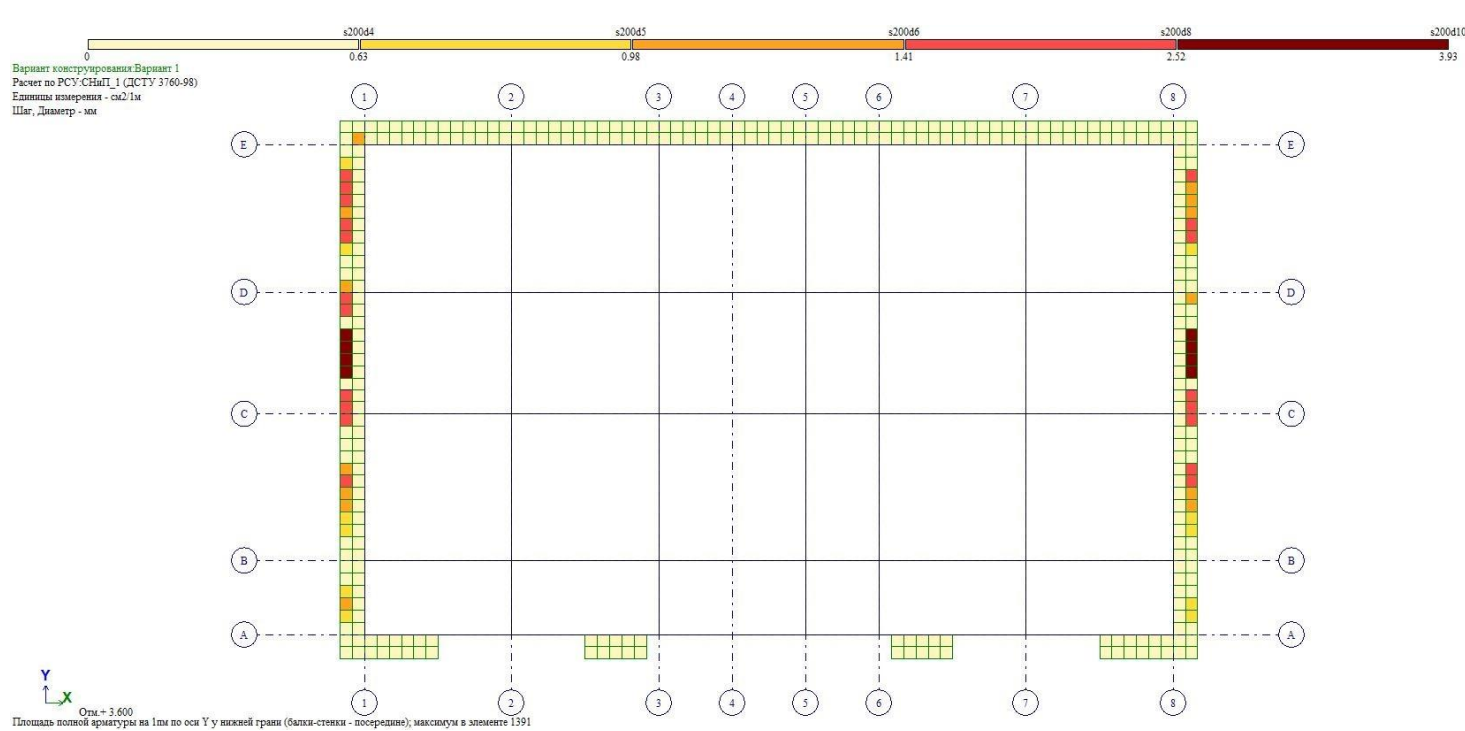 s200d4 s200d5 s200d6 s200d8 s200d10
0 0.63 0.98 1.41 2.52 3.93
Вариант конструирования:Вариант 1
Расчет по РСУ:СНиП_1 (ДСТУ 3760-98)
Единицы измерения - см2/1м
Шаг, Диаметр - мм
1 2 3 4 5 6 7 8
E E
D D
C C
B B
A A
Y
X
1 2 3 4 5 6 7 8
Отм.+ 3.600
Площадь полной арматуры на 1пм по оси Y у нижней грани (балки-стенки - посередине); максимум в элементе 1391